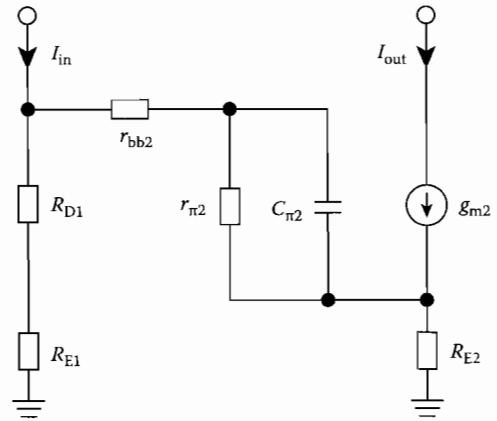 I_in
I_out
r_bb2
R_D1
r_π2
C_π2
g_m2
R_E1
R_E2